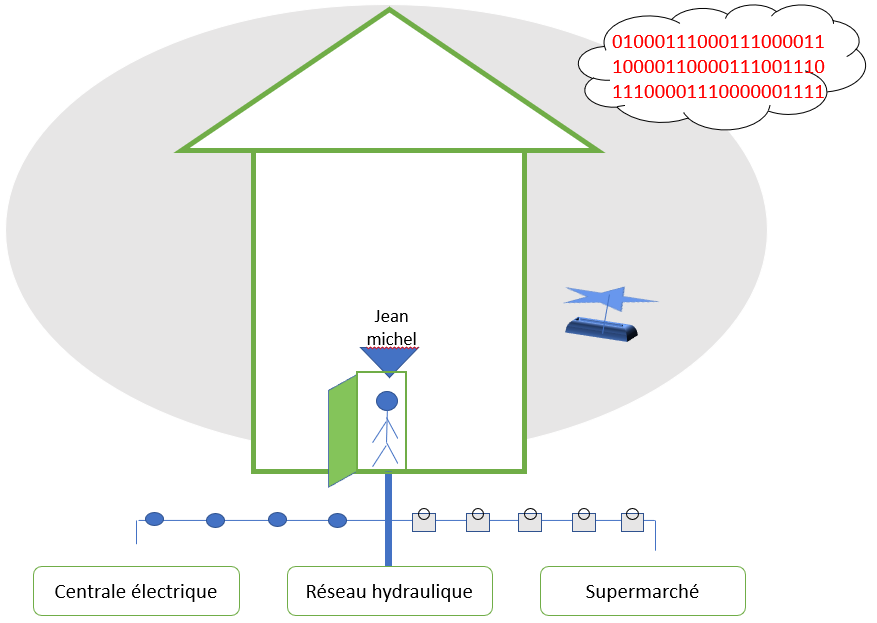 01000111000111000011
10000110000111001110
11100001110000001111
Jean
michel
Centrale électrique
Réseau hydraulique
Supermarché